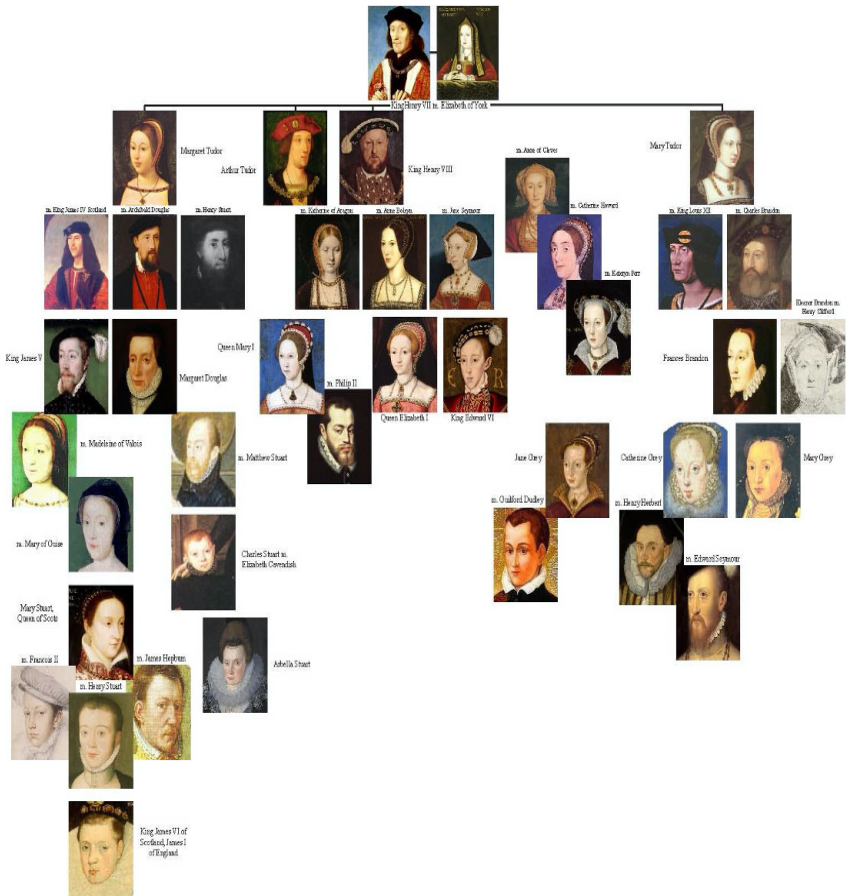 King Henry VII m. Elizabeth of York
Margaret Tudor
Arthur Tudor
King Henry VIII
m. Anne of Cleves
Mary Tudor
m. King James IV Scotland
m. Archibald Douglas
m. Henry Stuart
m. Katherine of Aragon
m. Anne Boleyn
m. Jane Seymour
m. Catherine Howard
m. Katryn Parr
m. King Louis XII
m. Charles Brandon
Eleanor Brandon m.
Henry Clifford
King James V
Margaret Douglas
Queen Mary I
m. Philip II
Queen Elizabeth I
King Edward VI
Frances Brandon
m. Madeleine of Valois
m. Matthew Stuart
Jane Grey
Catherine Grey
Mary Grey
m. Guilford Dudley
m. Henry Herbert
m. Mary of Guise
Charles Stuart m.
Elizabeth Cavendish
m. Edward Seymour
Mary Stuart,
Queen of Scots
m. Francois II
m. James Hepburn
m. Henry Stuart
Arbella Stuart
E R
King James VI of
Scotland, James I
of England